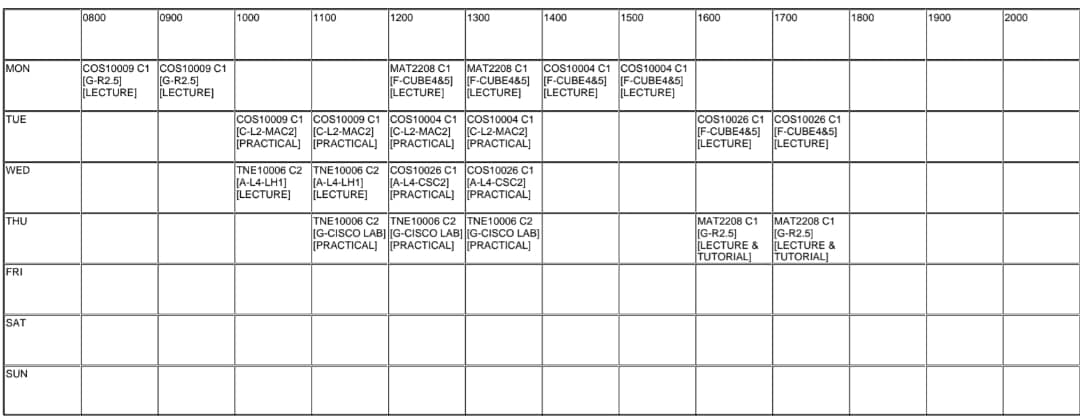 0800 0900 1000 1100 1200 1300 1400 1500 1600 1700 1800 1900 2000
MON COS10009 C1 COS10009 C1 MAT2208 C1 MAT2208 C1 COS10004 C1 COS10004 C1
[G-R2.5] [G-R2.5] [F-CUBE4&5] [F-CUBE4&5] [F-CUBE4&5] [F-CUBE4&5]
[LECTURE] [LECTURE] [LECTURE] [LECTURE] [LECTURE] [LECTURE]
TUE COS10009 C1 COS10009 C1 COS10004 C1 COS10004 C1 COS10026 C1 COS10026 C1
[C-L2-MAC2] [C-L2-MAC2] [C-L2-MAC2] [C-L2-MAC2] [F-CUBE4&5] [F-CUBE4&5]
[PRACTICAL] [PRACTICAL] [PRACTICAL] [PRACTICAL] [LECTURE] [LECTURE]
WED TNE10006 C2 TNE10006 C2 COS10026 C1 COS10026 C1
[A-L4-LH1] [A-L4-LH1] [A-L4-CSC2] [A-L4-CSC2]
[LECTURE] [LECTURE] [PRACTICAL] [PRACTICAL]
THU TNE10006 C2 TNE10006 C2 TNE10006 C2 MAT2208 C1 MAT2208 C1
[G-CISCO LAB] [G-CISCO LAB] [G-CISCO LAB] [G-R2.5] [G-R2.5]
[PRACTICAL] [PRACTICAL] [PRACTICAL] [LECTURE & [LECTURE &
TUTORIAL] TUTORIAL]
FRI
SAT
SUN